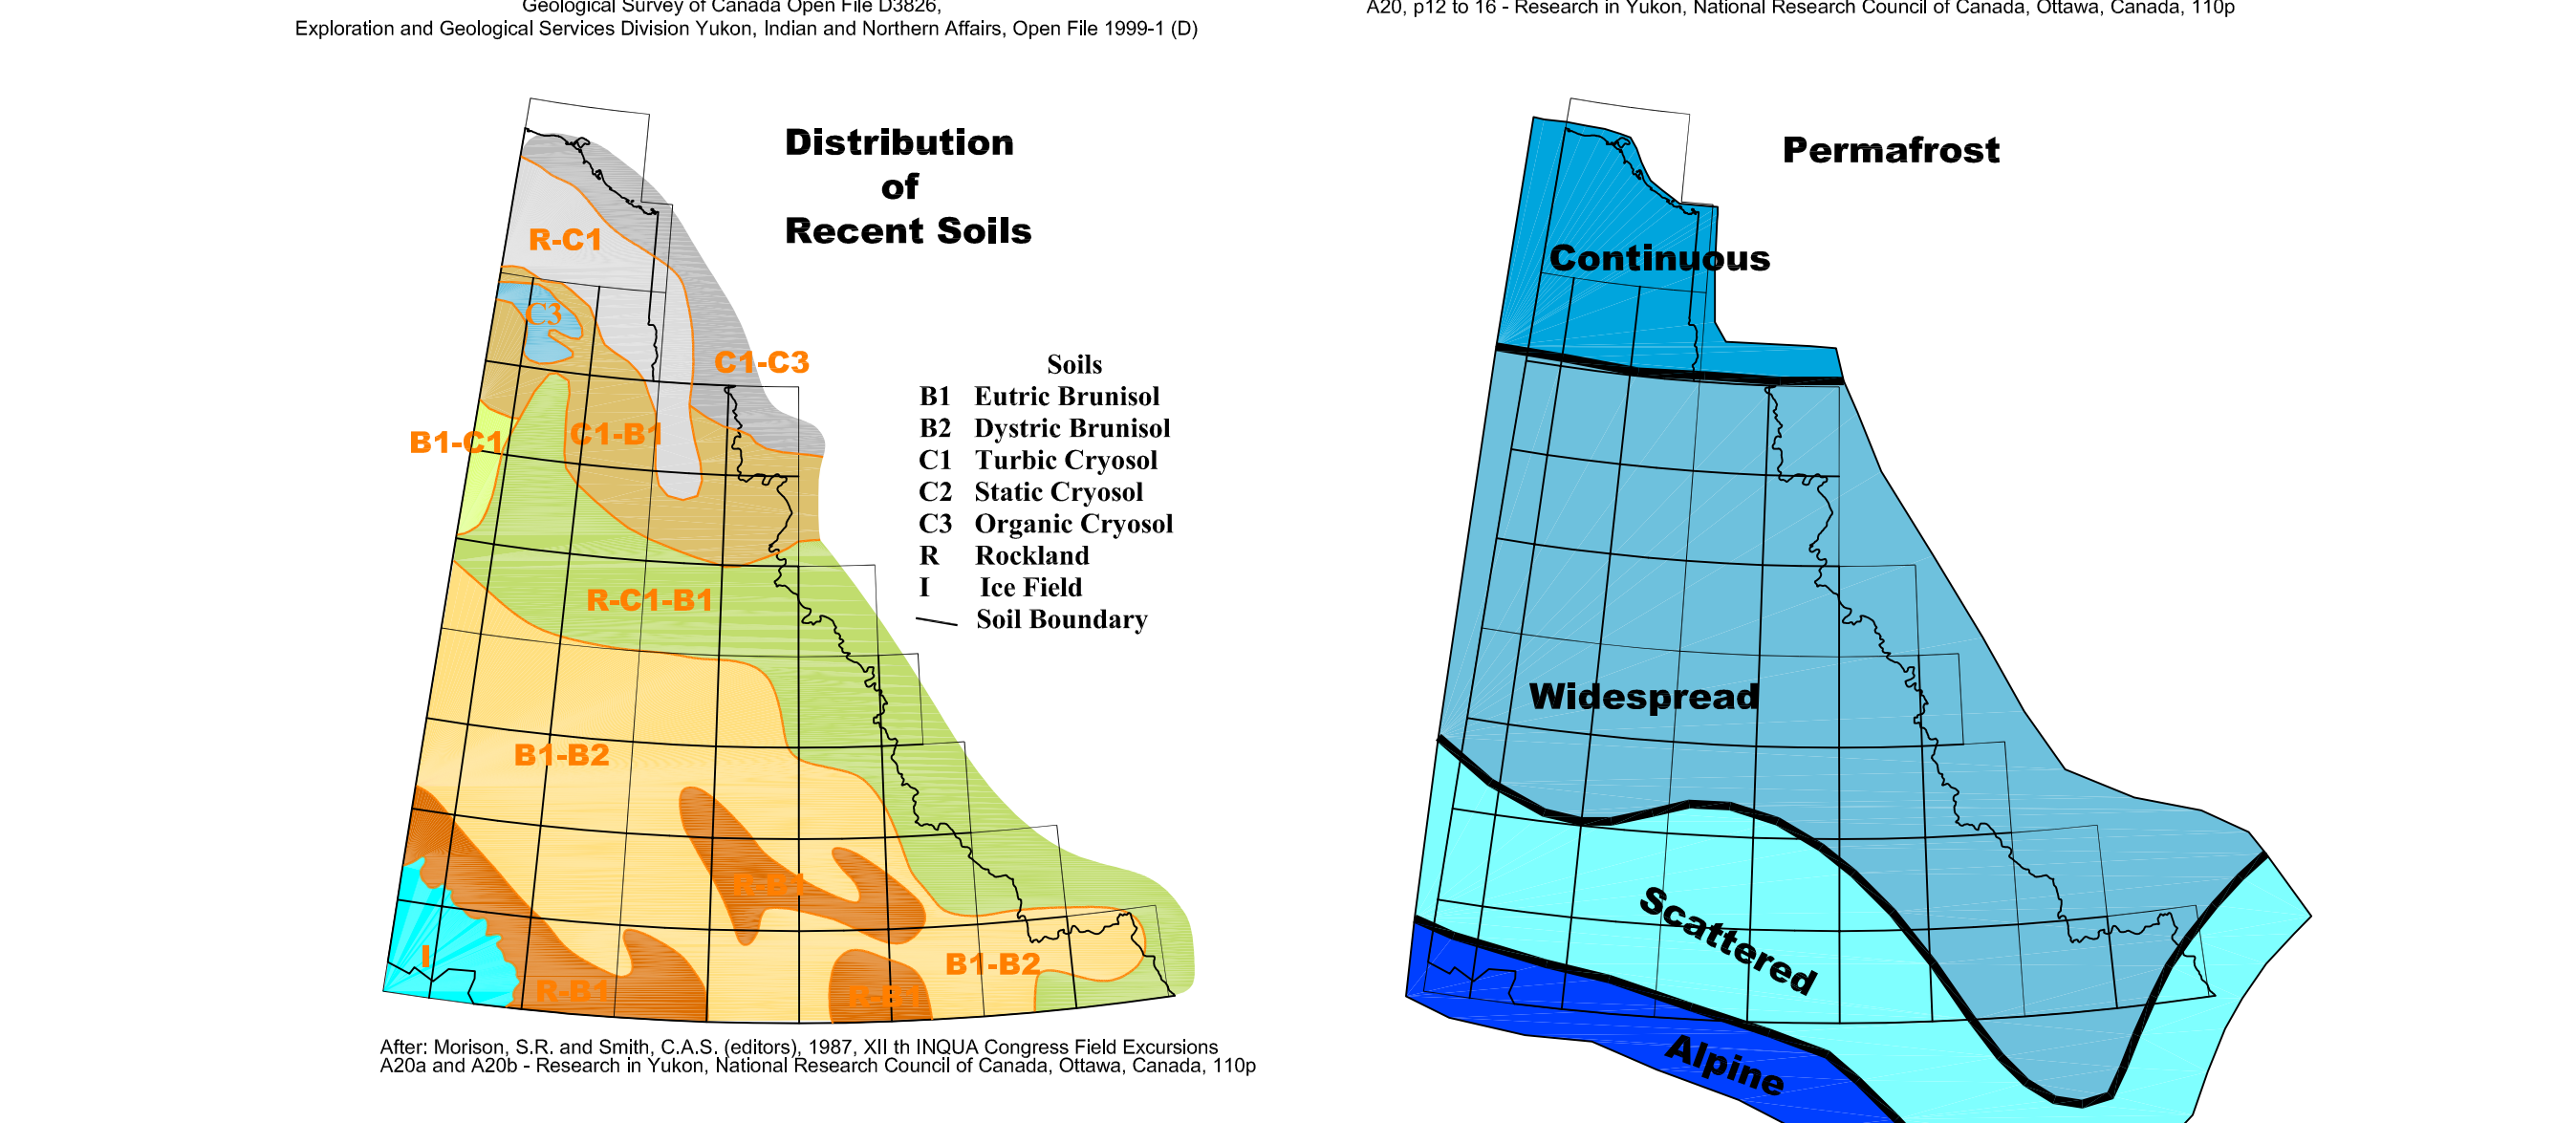 Geological Survey of Canada Open File D3826,
Exploration and Geological Services Division Yukon, Indian and Northern Affairs, Open File 1999-1 (D)
A20, p12 to 16 - Research in Yukon, National Research Council of Canada, Ottawa, Canada, 110p
Distribution
of
Recent Soils
R-C1
C3
C1-C3
B1-C1
C1-B1
R-C1-B1
B1-B2
R-B1
B1-B2
I
R-B1
R-B1
Soils
B1 Eutric Brunisol
B2 Dystric Brunisol
C1 Turbic Cryosol
C2 Static Cryosol
C3 Organic Cryosol
R Rockland
I Ice Field
Soil Boundary
After: Morison, S.R. and Smith, C.A.S. (editors), 1987, XII th INQUA Congress Field Excursions
A20a and A20b - Research in Yukon, National Research Council of Canada, Ottawa, Canada, 110p
Permafrost
Continuous
Widespread
Scattered
Alpine